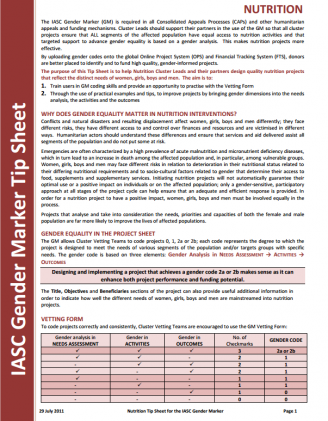 IASC Gender Marker Tip Sheet
NUTRITION
The IASC Gender Marker (GM) is required in all Consolidated Appeals Processes (CAPs) and other humanitarian
appeals and funding mechanisms. Cluster Leads should support their partners in the use of the GM so that all cluster
projects ensure that ALL segments of the affected population have equal access to nutrition activities and that
targeted support to advance gender equality is based on a gender analysis. This makes nutrition projects more
effective.
By uploading gender codes onto the global Online Project System (OPS) and Financial Tracking System (FTS), donors
are better placed to identify and to fund high quality, gender-informed projects.
The purpose of this Tip Sheet is to help Nutrition Cluster Leads and their partners design quality nutrition projects
that reflect the distinct needs of women, girls, boys and men. The aim is to:
1. Train users in GM coding skills and provide an opportunity to practise with the Vetting Form
2. Through the use of practical examples and tips, to improve projects by bringing gender dimensions into the needs
analysis, the activities and the outcomes
WHY DOES GENDER EQUALITY MATTER IN NUTRITION INTERVENTIONS?
Conflicts and natural disasters and resulting displacement affect women, girls, boys and men differently; they face
different risks, they have different access to and control over finances and resources and are victimised in different
ways. Humanitarian actors should understand these differences and ensure that services and aid delivered assist all
segments of the population and do not put some at risk.
Emergencies are often characterized by a high prevalence of acute malnutrition and micronutrient deficiency diseases,
which in turn lead to an increase in death among the affected population and, in particular, among vulnerable groups.
Women, girls, boys and men may face different risks in relation to deterioration in their nutritional status related to
their differing nutritional requirements and to socio-cultural factors related to gender that determine their access to
food, supplements and supplementary services. Initiating nutrition projects will not automatically guarantee their
optimal use or a positive impact on individuals or on the affected population; only a gender-sensitive, participatory
approach at all stages of the project cycle can help ensure that an adequate and efficient response is provided. In
order for a nutrition project to have a positive impact, women, girls, boys and men must be involved equally in the
process.
Projects that analyse and take into consideration the needs, priorities and capacities of both the female and male
population are far more likely to improve the lives of affected populations.
GENDER EQUALITY IN THE PROJECT SHEET
The GM allows Cluster Vetting Teams to code projects 0, 1, 2a or 2b; each code represents the degree to which the
project is designed to meet the needs of various segments of the population and/or targets groups with specific
needs. The gender code is based on three elements: Gender Analysis in NEEDS ASSESSMENT → ACTIVITIES →
OUTCOMES
Designing and implementing a project that achieves a gender code 2a or 2b makes sense as it can
enhance both project performance and funding potential.
The Title, Objectives and Beneficiaries sections of the project can also provide useful additional information in
order to indicate how well the different needs of women, girls, boys and men are mainstreamed into nutrition
projects.
VETTING FORM
To code projects correctly and consistently, Cluster Vetting Teams are encouraged to use the GM Vetting Form:
Gender analysis in NEEDS ASSESSMENT Gender in ACTIVITIES Gender in OUTCOMES No. of Checkmarks GENDER CODE
✓ ✓ ✓ 3 2a or 2b
✓ ✓ - 2 1
- ✓ ✓ 2 1
✓ - ✓ 2 1
✓ - - 1 1
- ✓ - 1 1
- - ✓ 1 0
- - - 0 0
29 July 2011 Nutrition Tip Sheet for the IASC Gender Marker Page 1